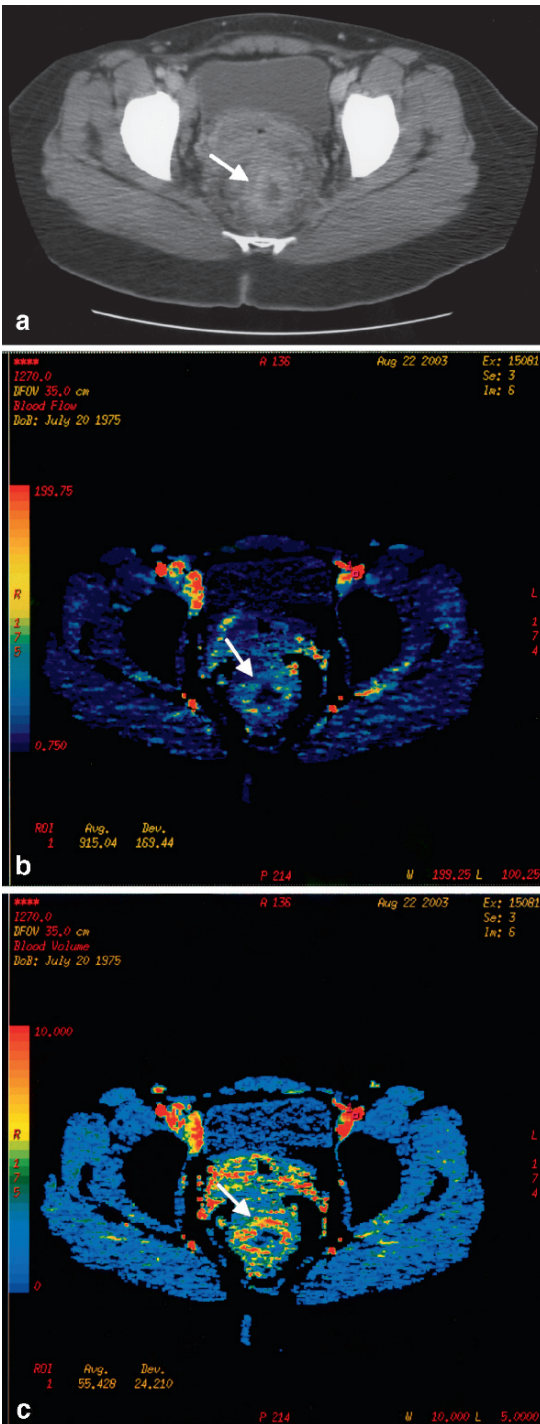 a
****
I270.0
DFOV 35.0 cm
Blood Flow
DoB: July 20 1975
A 136
Aug 22 2003
Ex: 15081
Se: 3
Im: 6
199.75
R
1
7
5
L
1
7
4
0.750
ROI Avg. Dev.
1 915.04 169.44
P 214
W 199.25 L 100.25
b
****
I270.0
DFOV 35.0 cm
Blood Volume
DoB: July 20 1975
A 136
Aug 22 2003
Ex: 15081
Se: 3
Im: 6
10.000
R
1
7
5
L
1
7
4
0
ROI Avg. Dev.
1 55.428 24.210
P 214
W 10.000 L 5.0000
c